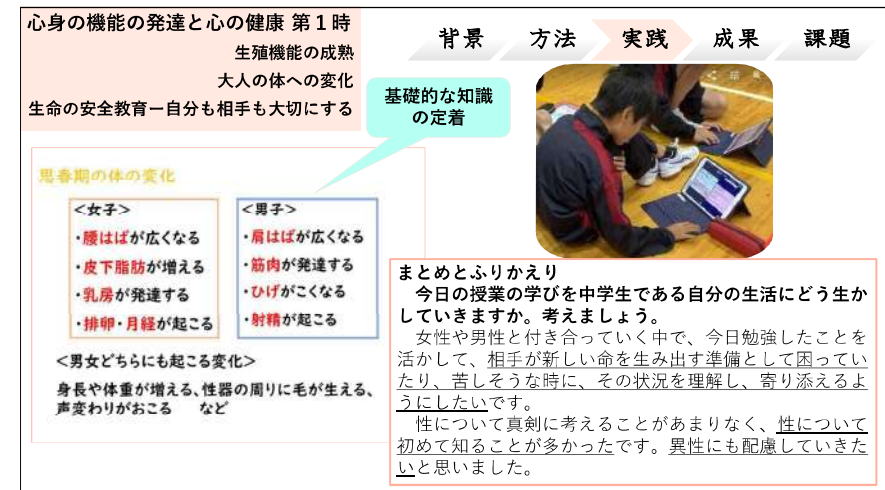 心身の機能の発達と心の健康 第１時
生殖機能の成熟
大人の体への変化
生命の安全教育ー自分も相手も大切にする
背景 方法 実践 成果 課題
基礎的な知識
の定着
思春期の体の変化
＜女子＞
・腰はばが広くなる
・皮下脂肪が増える
・乳房が発達する
・排卵・月経が起こる
＜男子＞
・肩はばが広くなる
・筋肉が発達する
・ひげがこくなる
・射精が起こる
＜男女どちらにも起こる変化＞
身長や体重が増える、性器の周りに毛が生える、
声変わりがおこる　など
まとめとふりかえり
　今日の授業の学びを中学生である自分の生活にどう生か
していきますか。考えましょう。
　女性や男性と付き合っていく中で、今日勉強したことを
活かして、相手が新しい命を生み出す準備として困ってい
たり、苦しそうな時に、その状況を理解し、寄り添えるよ
うにしたいです。
　性について真剣に考えることがあまりなく、性について
初めて知ることが多かったです。異性にも配慮していきた
いと思いました。